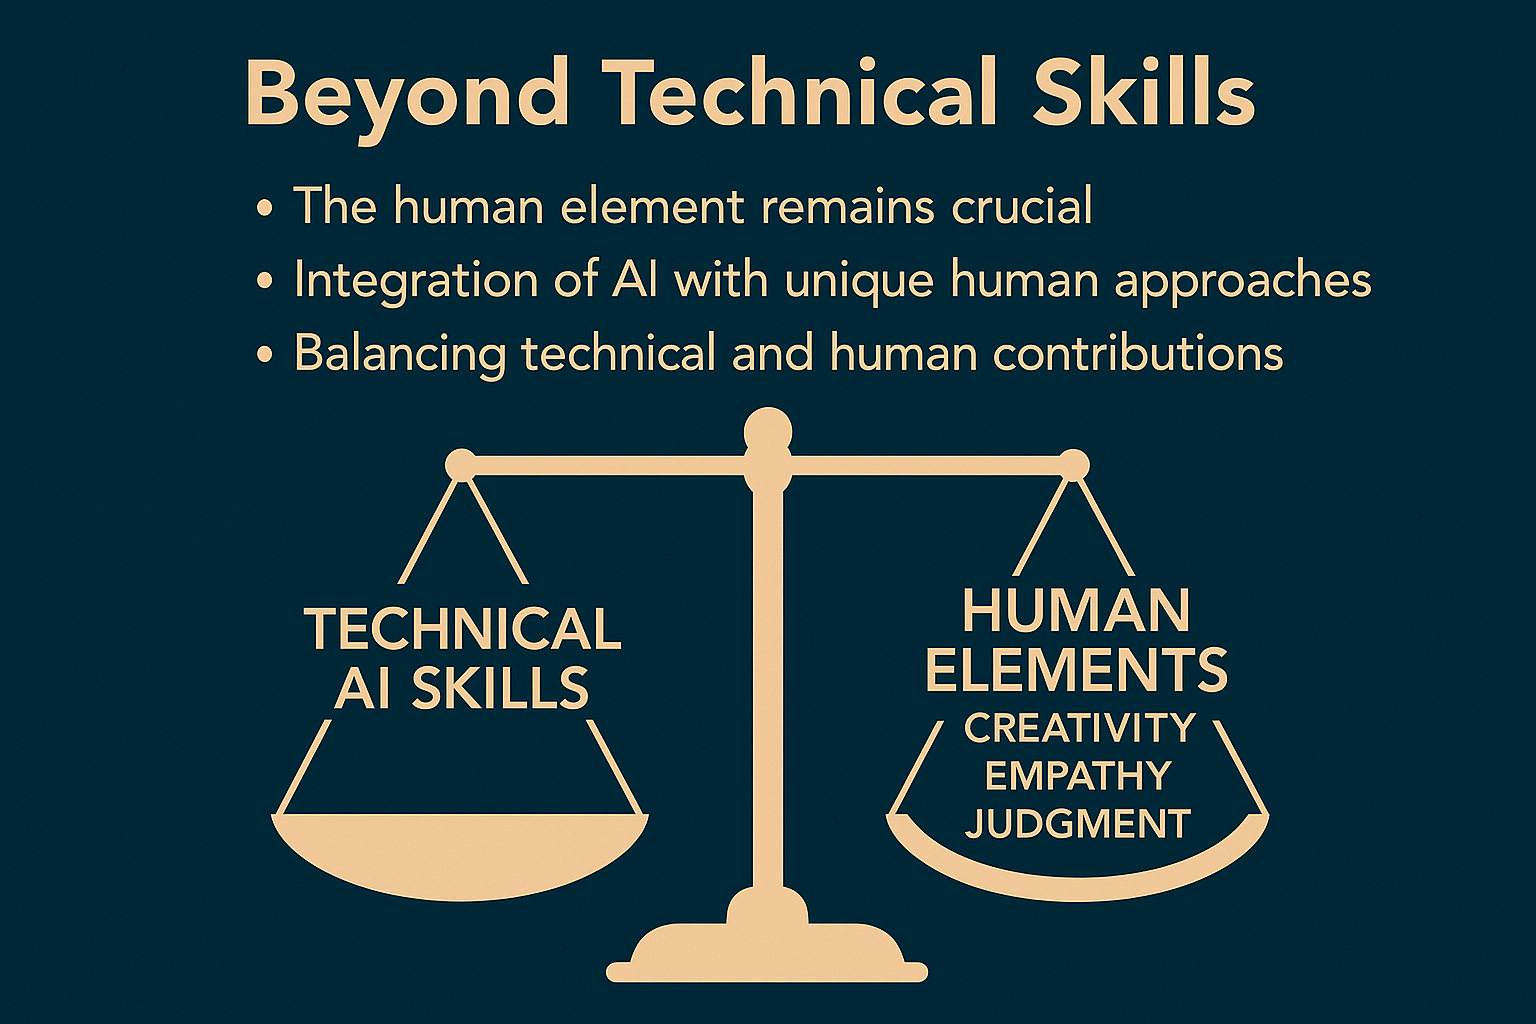 Beyond Technical Skills
• The human element remains crucial
• Integration of AI with unique human approaches
• Balancing technical and human contributions
TECHNICAL
AI SKILLS
HUMAN
ELEMENTS
CREATIVITY
EMPATHY
JUDGMENT